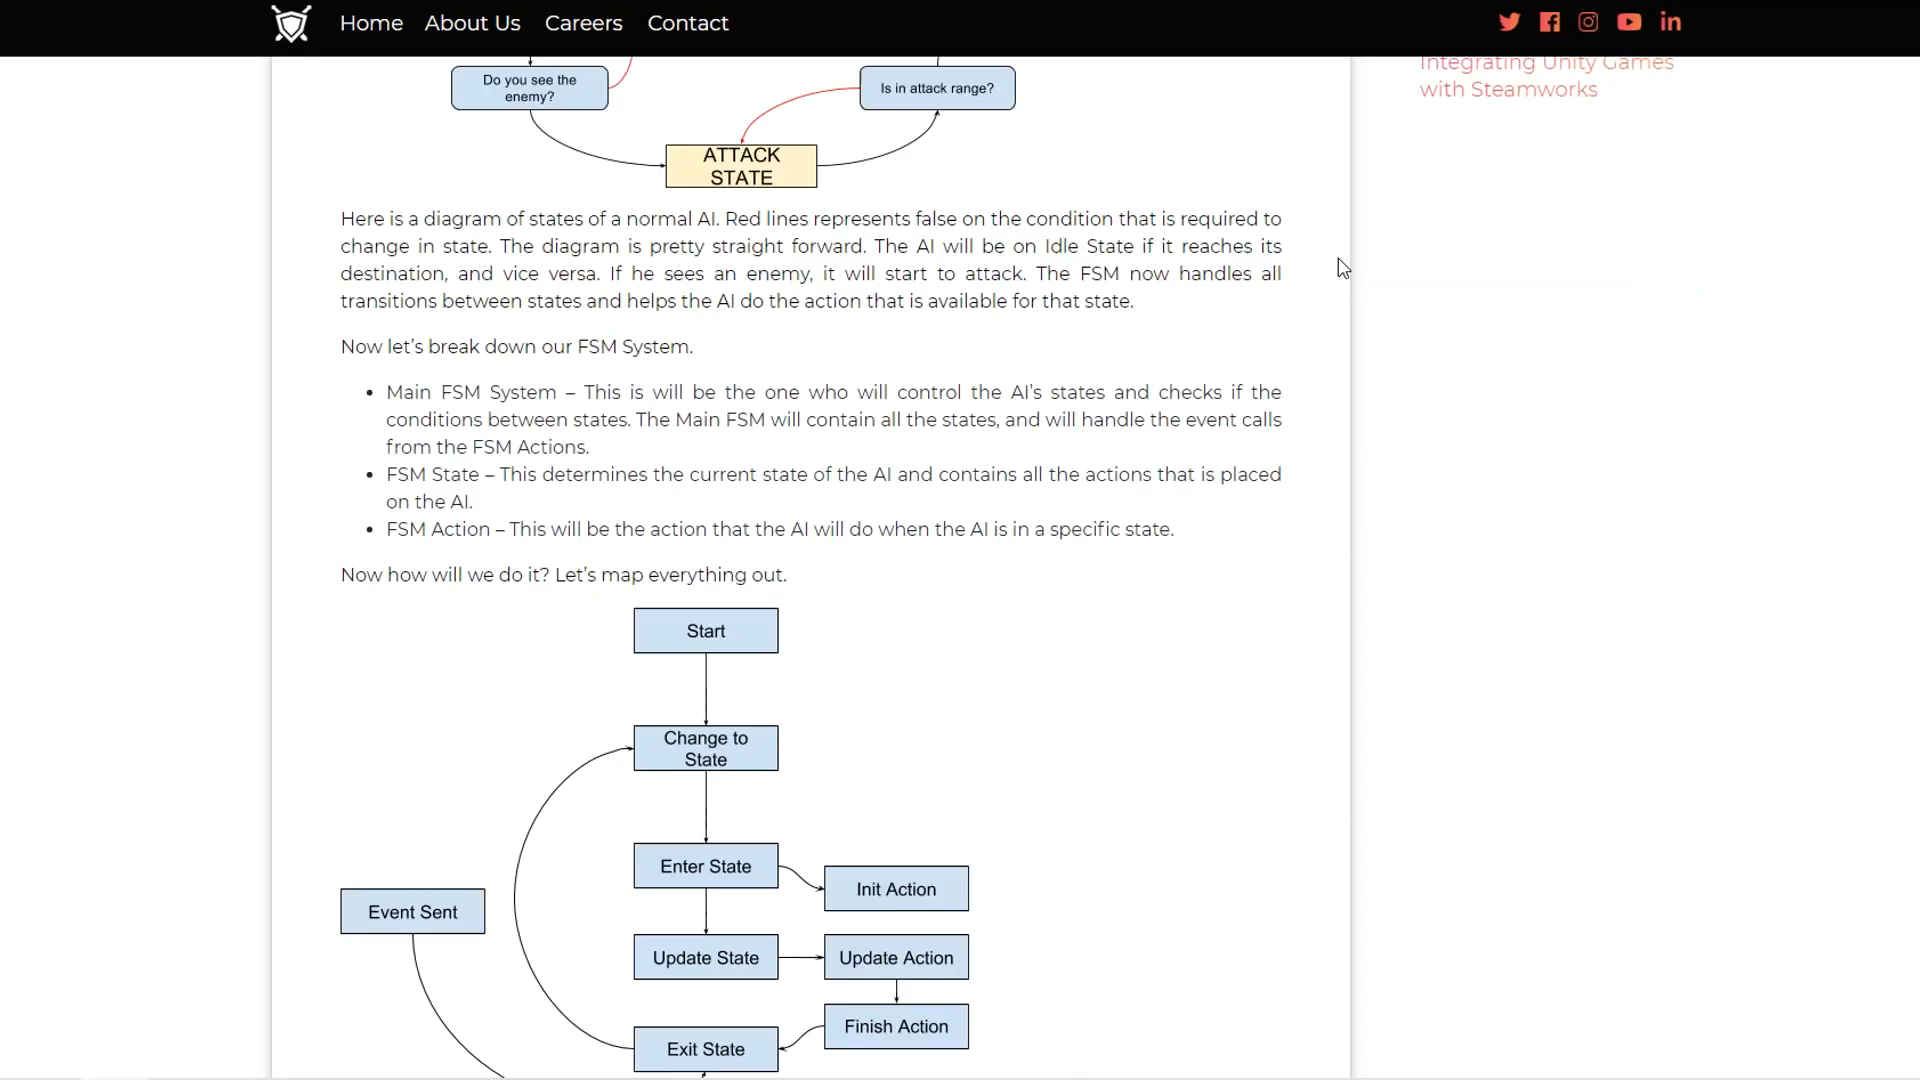 Home About Us Careers Contact
Integrating Unity Games
with Steamworks
Do you see the
enemy?
Is in attack range?
ATTACK
STATE
Here is a diagram of states of a normal AI. Red lines represents false on the condition that is required to
change in state. The diagram is pretty straight forward. The AI will be on Idle State if it reaches its
destination, and vice versa. If he sees an enemy, it will start to attack. The FSM now handles all
transitions between states and helps the AI do the action that is available for that state.
Now let’s break down our FSM System.
• Main FSM System – This is will be the one who will control the AI’s states and checks if the
conditions between states. The Main FSM will contain all the states, and will handle the event calls
from the FSM Actions.
• FSM State – This determines the current state of the AI and contains all the actions that is placed
on the AI.
• FSM Action – This will be the action that the AI will do when the AI is in a specific state.
Now how will we do it? Let’s map everything out.
Start
Change to
State
Enter State
Init Action
Event Sent
Update State
Update Action
Finish Action
Exit State